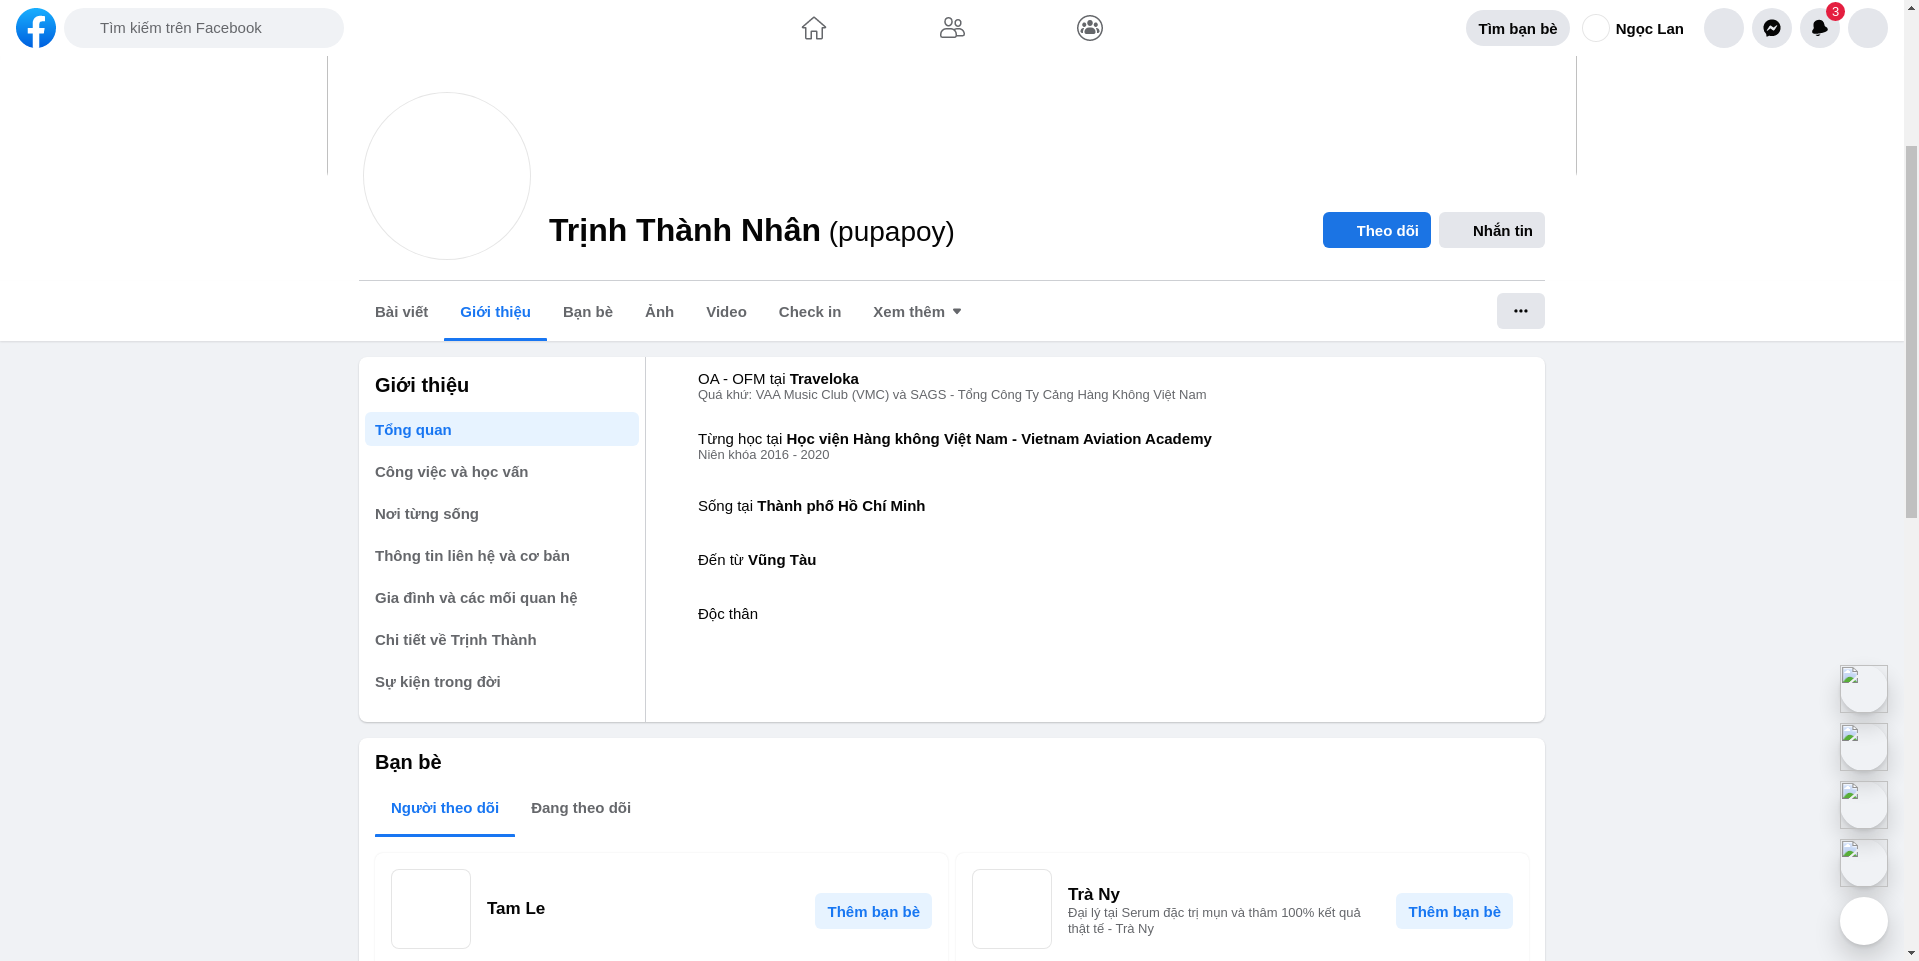 Tìm kiếm trên Facebook
Tìm bạn bè
Ngọc Lan
3
Trịnh Thành Nhân (pupapoy)
Theo dõi
Nhắn tin
Bài viết
Giới thiệu
Bạn bè
Ảnh
Video
Check in
Xem thêm
Giới thiệu
Tổng quan
Công việc và học vấn
Nơi từng sống
Thông tin liên hệ và cơ bản
Gia đình và các mối quan hệ
Chi tiết về Trịnh Thành
Sự kiện trong đời
OA - OFM tại Traveloka
Quá khứ: VAA Music Club (VMC) và SAGS - Tổng Công Ty Cảng Hàng Không Việt Nam
Từng học tại Học viện Hàng không Việt Nam - Vietnam Aviation Academy
Niên khóa 2016 - 2020
Sống tại Thành phố Hồ Chí Minh
Đến từ Vũng Tàu
Độc thân
Bạn bè
Người theo dõi
Đang theo dõi
Tam Le
Thêm bạn bè
Trà Ny
Đại lý tại Serum đặc trị mụn và thâm 100% kết quả
thật tế - Trà Ny
Thêm bạn bè